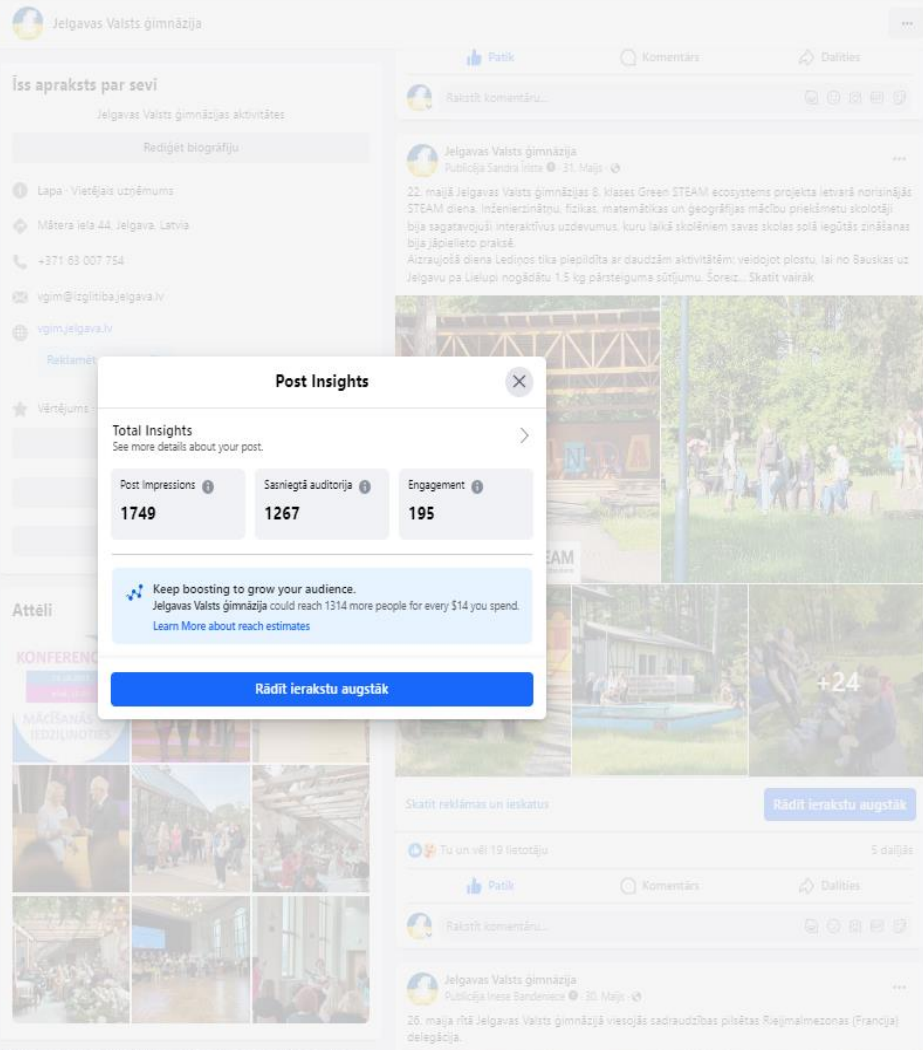 Jelgavas Valsts ģimnāzija
Īss apraksts par sevi
Jelgavas Valsts ģimnāzijas aktivitātes
Rediģēt biogrāfiju
Lapa · Vietējais uzņēmums
Mātera iela 44, Jelgava, Latvia
+371 63 007 754
vgim@izglitiba.jelgava.lv
vgim.jelgava.lv
Reklamēt
Vērtējums
Attēli
KONFERENC
MĀCĪŠANĀS
IEDZIĻINOTIES
Patīk
Komentārs
Dalīties
Rakstīt komentāru...
Jelgavas Valsts ģimnāzija
Publicēja Sandra Iriste · 31. Maijs ·
22. maijā Jelgavas Valsts ģimnāzijas 8. klases Green STEAM ecosystems projekta ietvarā norisinājās
STEAM diena. Inženierzinātņu, fizikas, matemātikas un ģeogrāfijas mācību priekšmetu skolotāji
bija sagatavojuši interaktīvus uzdevumus, kuru laikā skolēniem savas skolas solā iegūtās zināšanas
bija jāpielieto praksē.
Aizraujošā diena Lediņos tika piepildīta ar daudzām aktivitātēm: veidojot plostu, lai no Bauskas uz
Jelgavu pa Lielupi nogādātu 1.5 kg pārsteiguma sūtījumu. Šoreiz... Skatīt vairāk
EAM
+24
Post Insights
Total Insights
See more details about your post.
Post Impressions
1749
Sasniegtā auditorija
1267
Engagement
195
Keep boosting to grow your audience.
Jelgavas Valsts ģimnāzija could reach 1314 more people for every $14 you spend.
Learn More about reach estimates
Rādīt ierakstu augstāk
Skatīt reklāmas un ieskatus
Rādīt ierakstu augstāk
Tu un vēl 19 lietotāju
5 dalījās
Patīk
Komentārs
Dalīties
Rakstīt komentāru...
Jelgavas Valsts ģimnāzija
Publicēja Inese Bandeniece · 30. Maijs ·
26. maija rītā Jelgavas Valsts ģimnāzijā viesojās sadraudzības pilsētas Rieijmalmezonas (Francija)
delegācija.